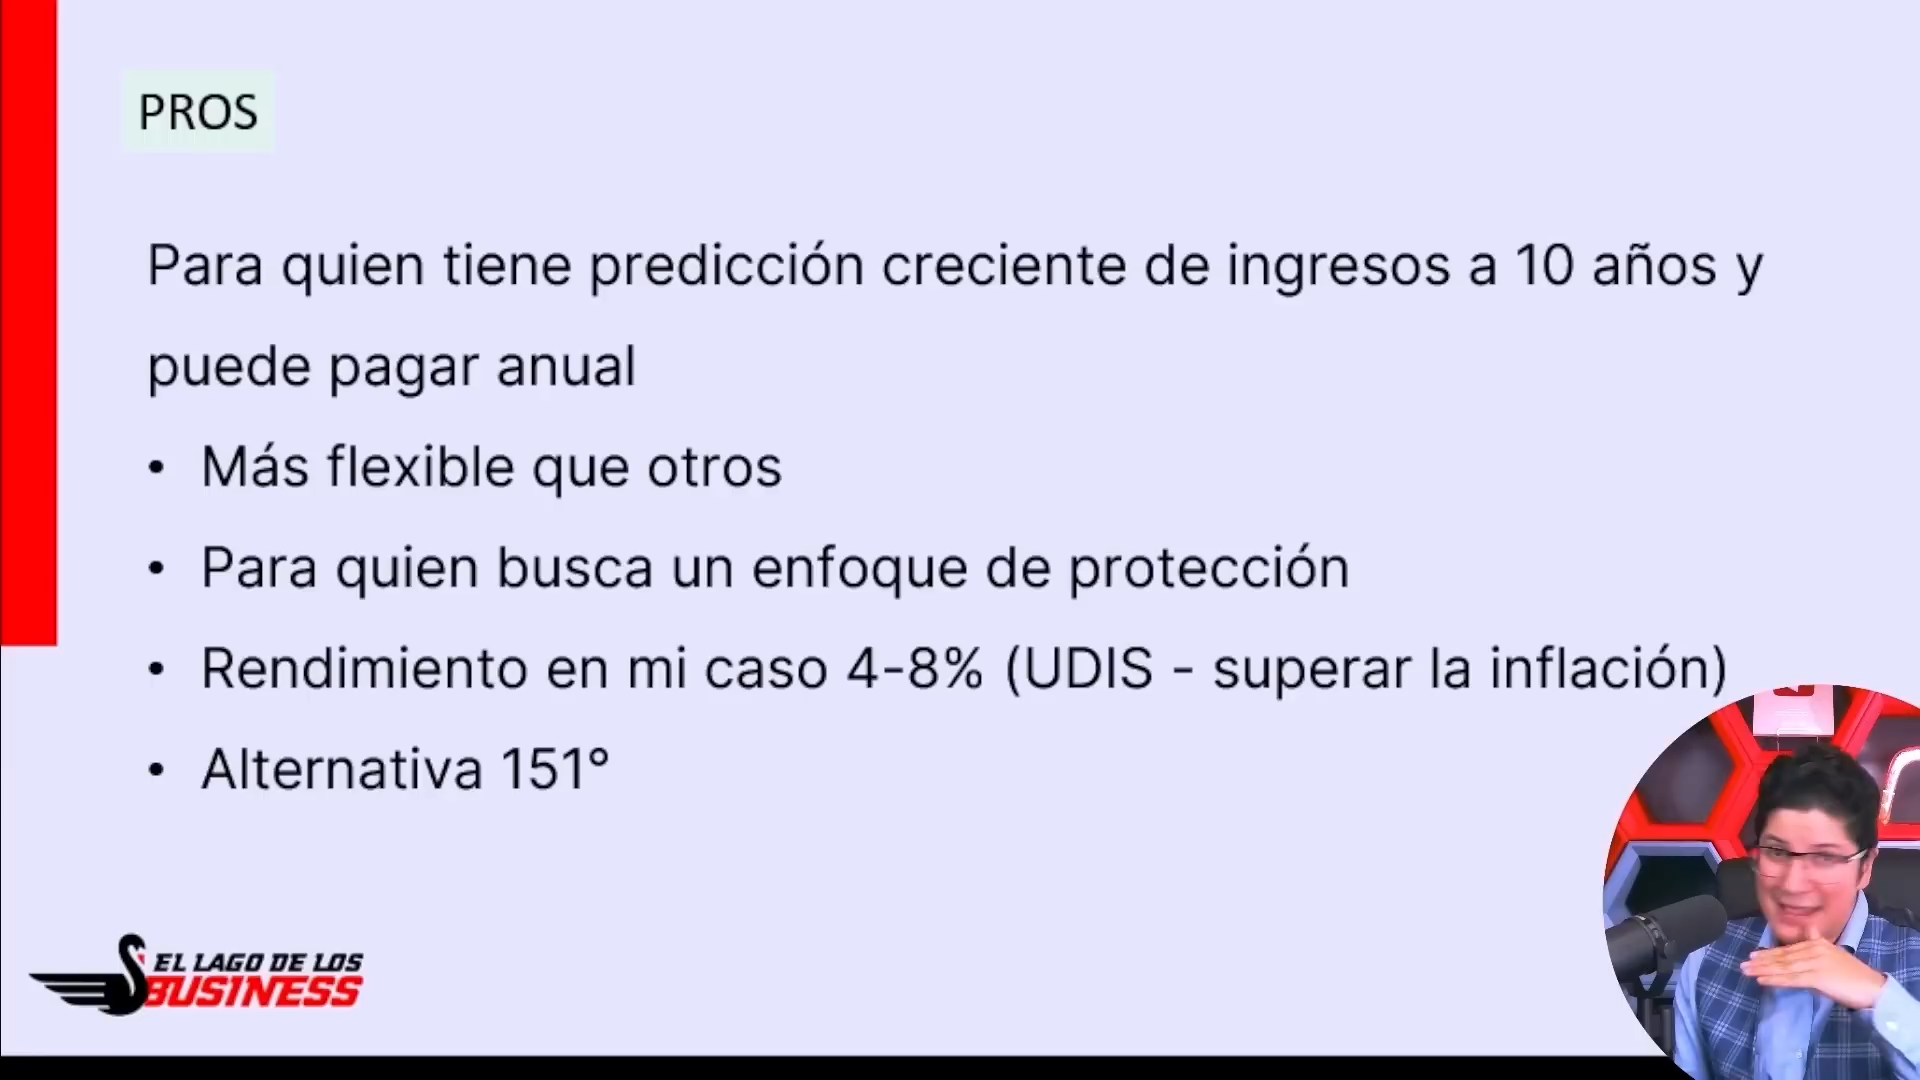 PROS
Para quien tiene predicción creciente de ingresos a 10 años y
puede pagar anual
• Más flexible que otros
• Para quien busca un enfoque de protección
• Rendimiento en mi caso 4-8% (UDIS - superar la inflación)
• Alternativa 151°
EL LAGO DE LOS
BUSINESS